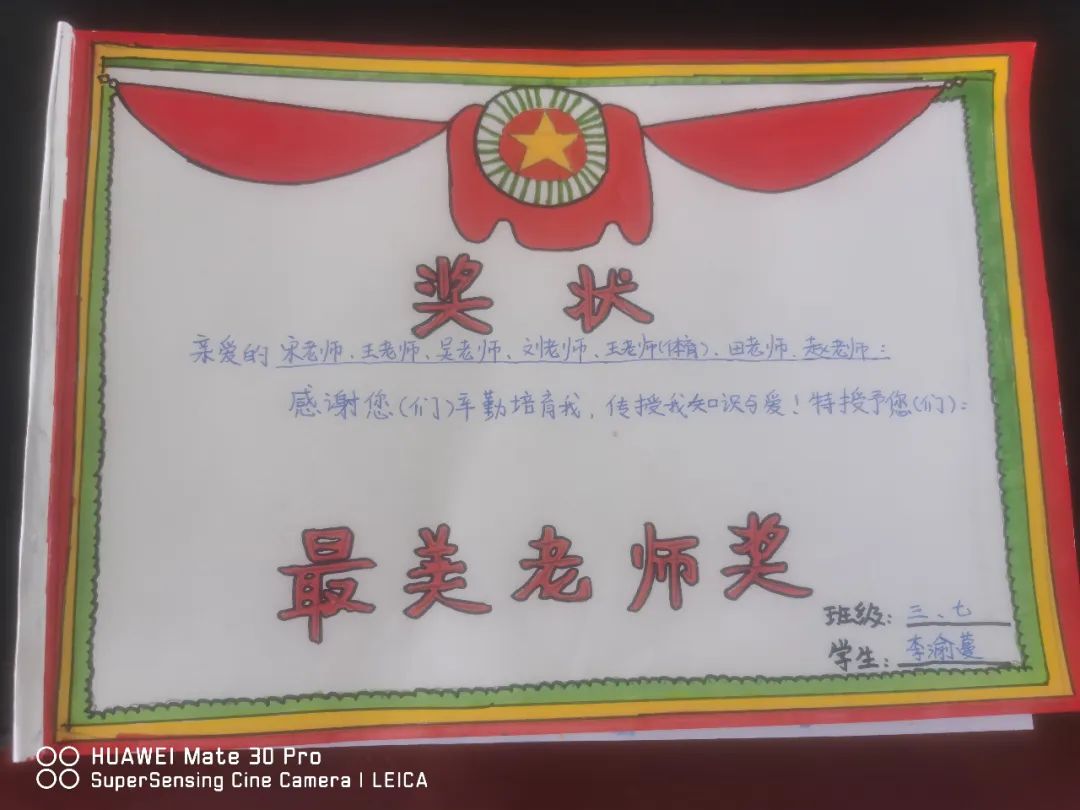 奖 状
亲爱的 宋老师、王老师、吴老师、刘老师、王老师(体育)、田老师、赵老师：
感谢您(们)辛勤培育我，传授我知识与爱！特授予您(们)：
最美老师奖
班级：三、七
学生：李渝蔓
HUAWEI Mate 30 Pro
SuperSensing Cine Camera | LEICA